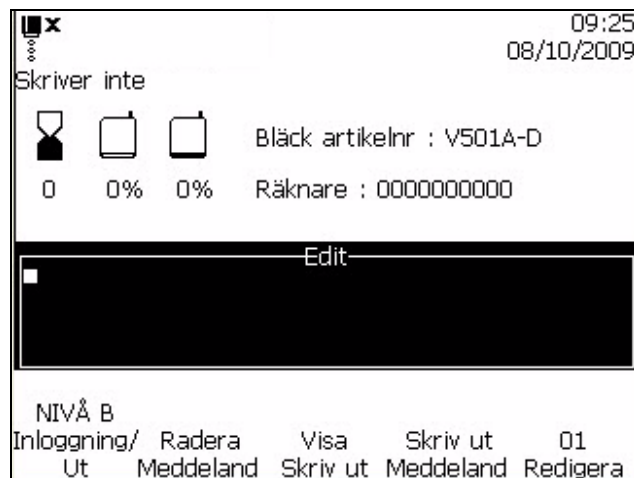 09:25
08/10/2009
Skriver inte
Bläck artikelnr : V501A-D
0 0% 0% Räknare : 0000000000
Edit
NIVÅ B
Inloggning/ Radera Visa Skriv ut 01
Ut Meddeland Skriv ut Meddeland Redigera